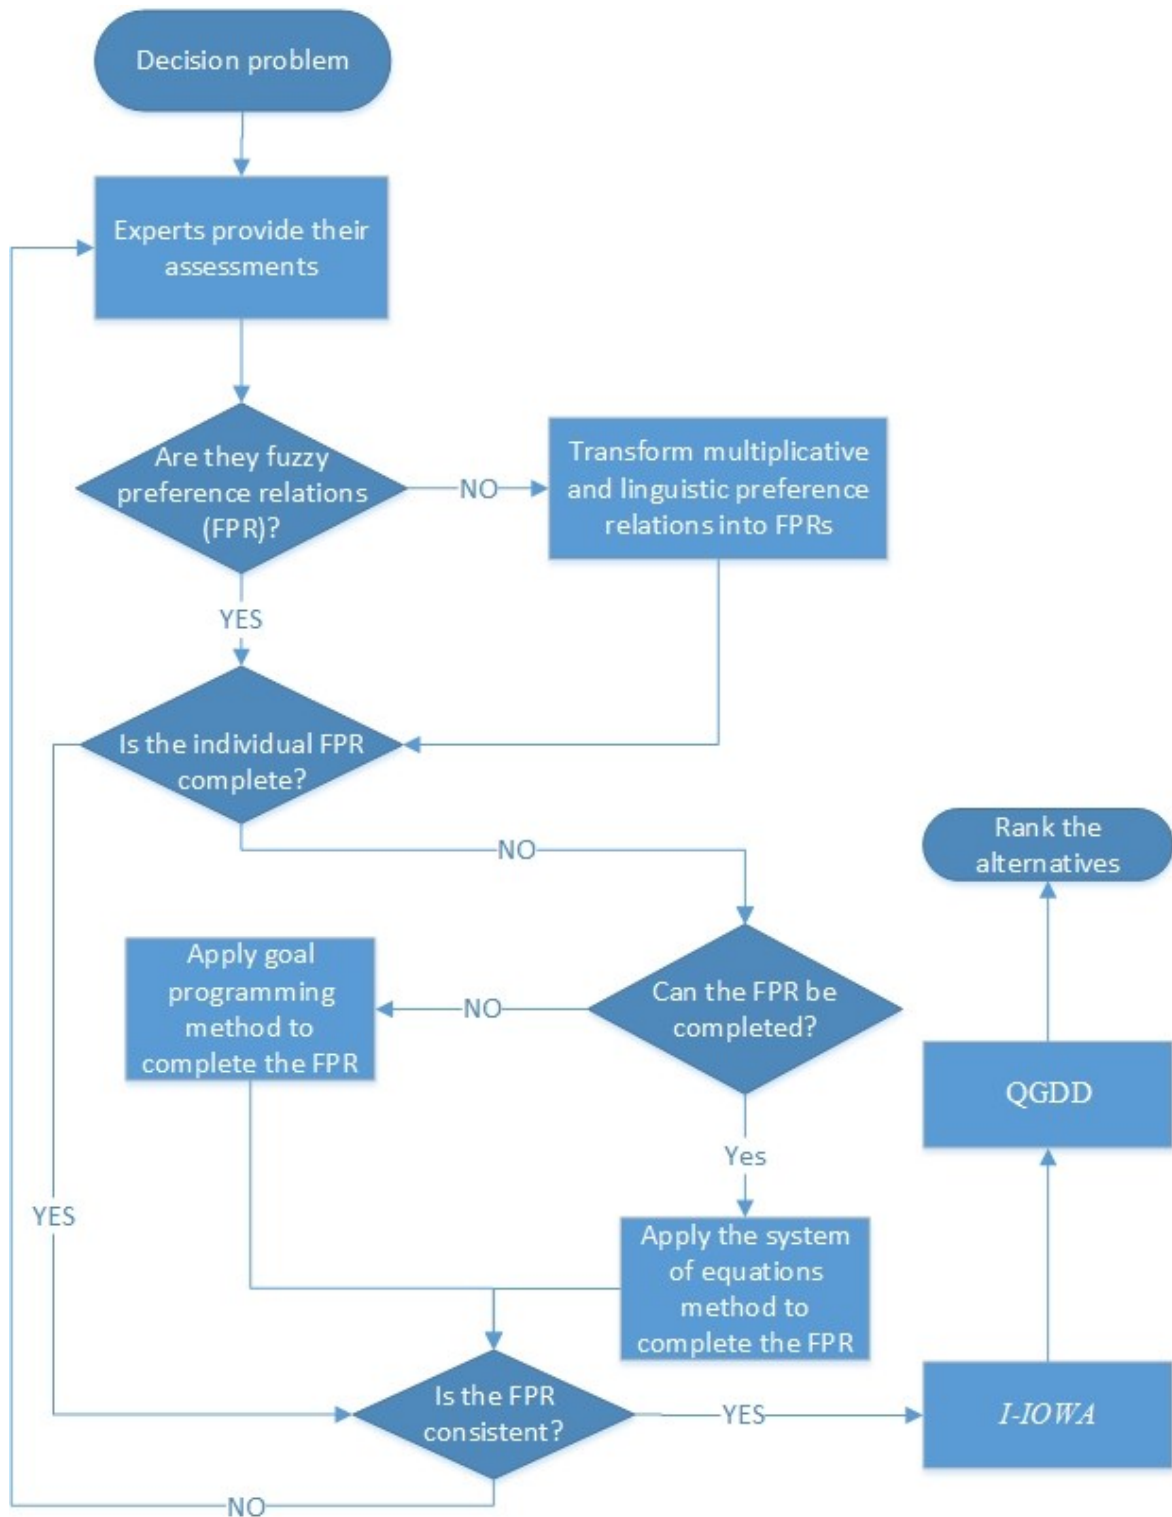 Decision problem
Experts provide their
assessments
Are they fuzzy
preference relations
(FPR)?
NO
Transform multiplicative
and linguistic preference
relations into FPRs
YES
Is the individual FPR
complete?
NO
Rank the
alternatives
Apply goal
programming
method to
complete the FPR
NO
Can the FPR be
completed?
QGDD
Yes
YES
Apply the system
of equations
method to
complete the FPR
Is the FPR
consistent?
YES
I-IOWA
NO